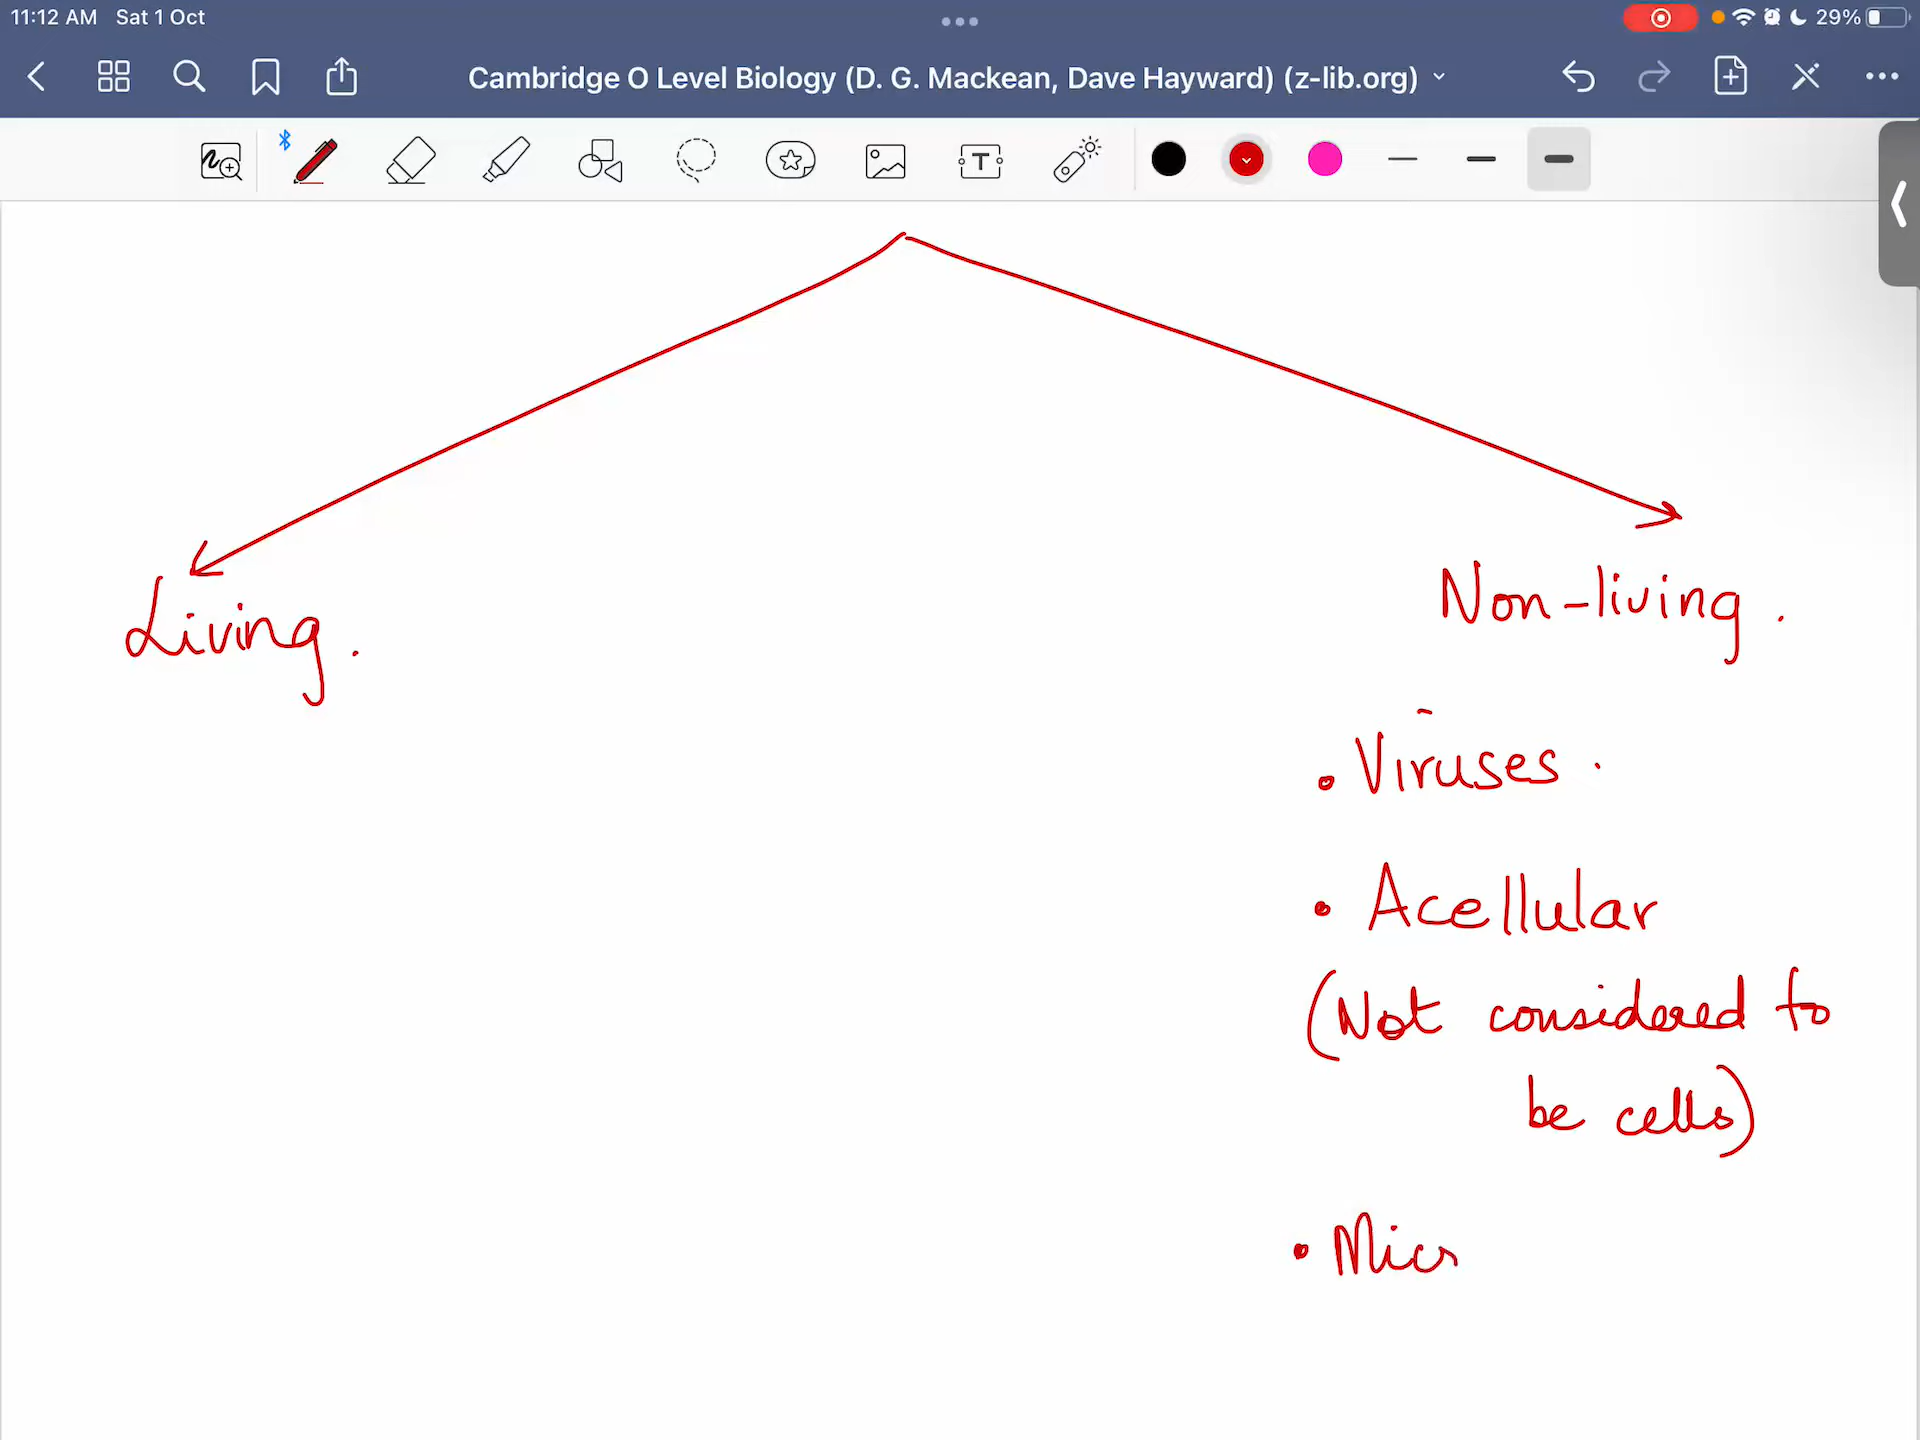 11:12 AM Sat 1 Oct
29%
Cambridge O Level Biology (D. G. Mackean, Dave Hayward) (z-lib.org)
T
Living.
Non-living.
• Viruses.
• Acellular
(Not considered to
be cells)
• Micr